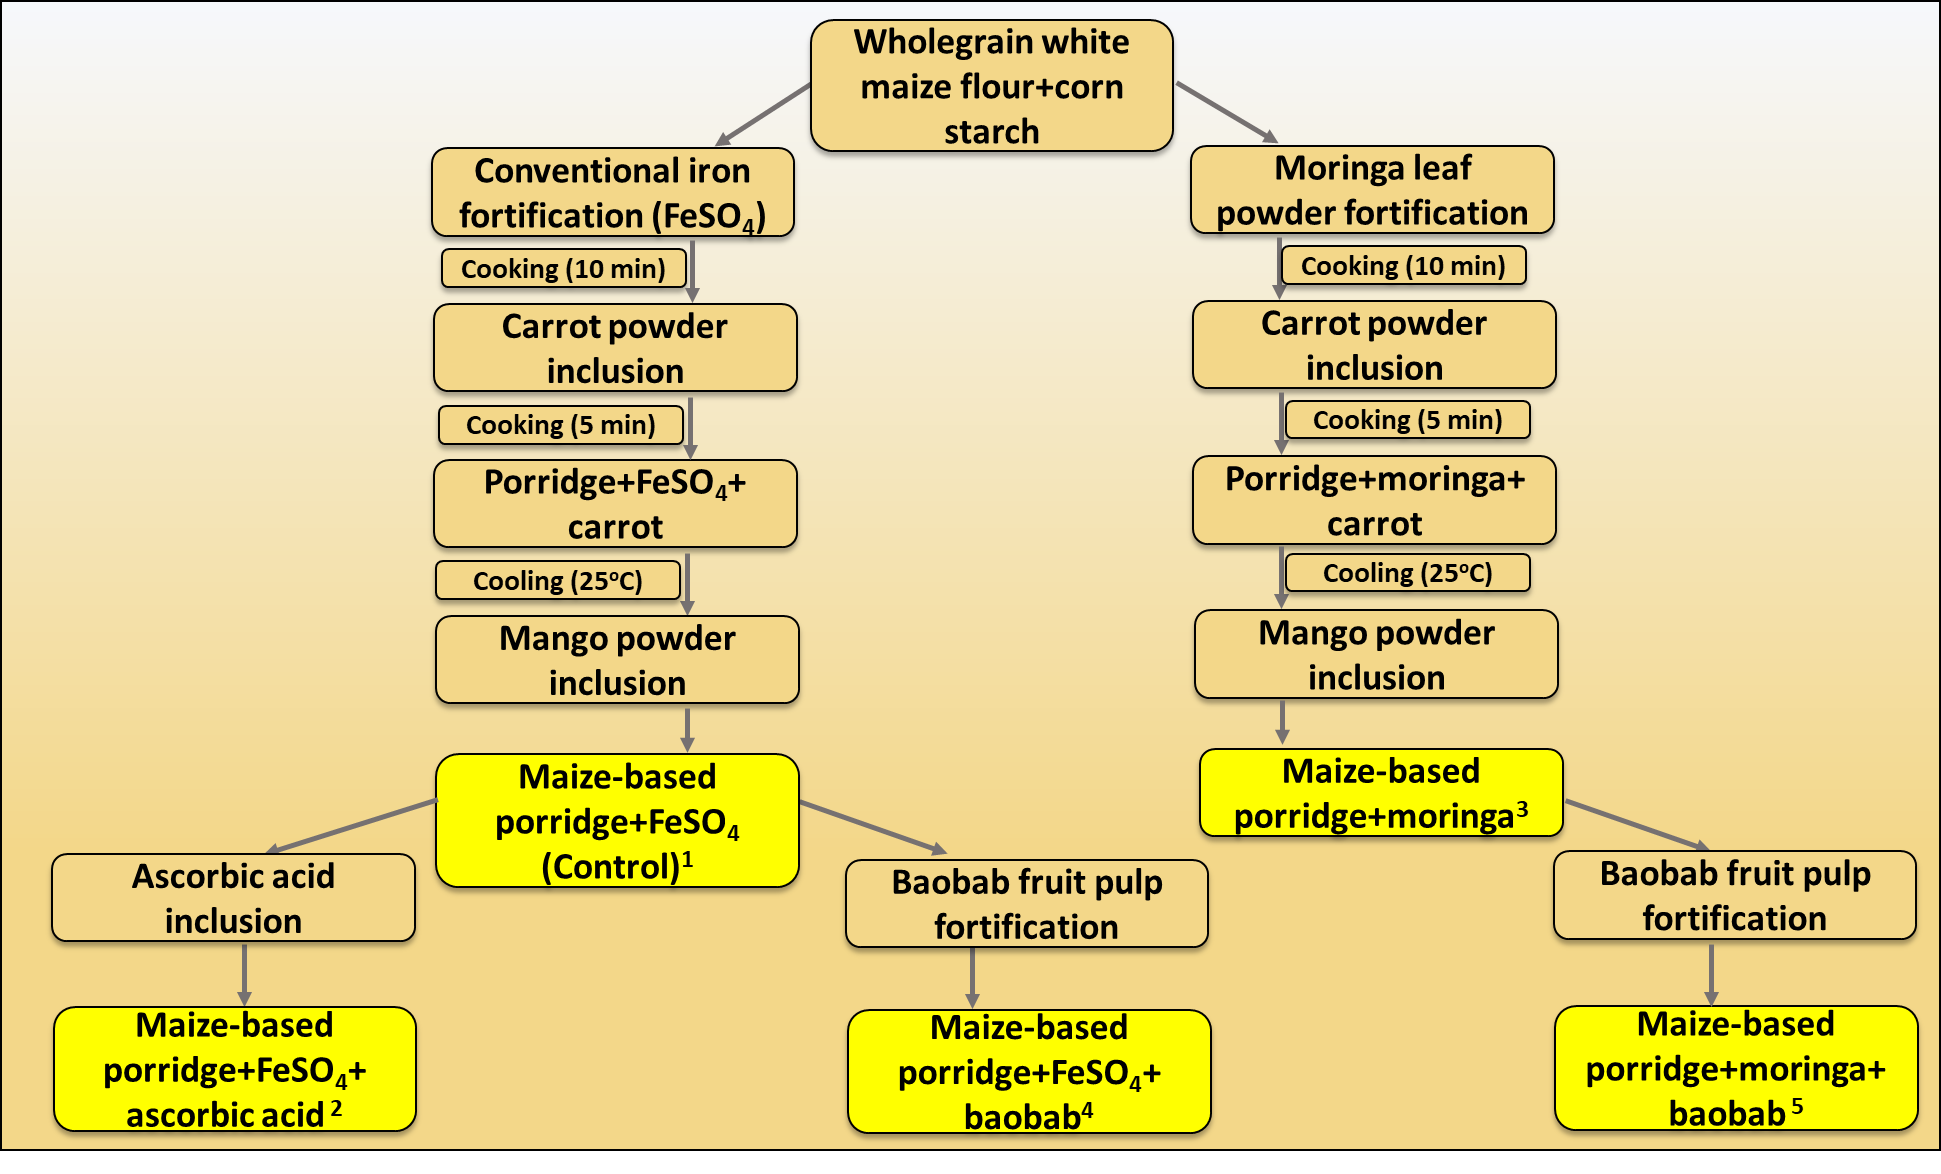 Wholegrain white
maize flour+corn
starch
Conventional iron
fortification (FeSO₄)
Moringa leaf
powder fortification
Cooking (10 min)
Cooking (10 min)
Carrot powder
inclusion
Carrot powder
inclusion
Cooking (5 min)
Cooking (5 min)
Porridge+FeSO₄+
carrot
Porridge+moringa+
carrot
Cooling (25°C)
Cooling (25°C)
Mango powder
inclusion
Mango powder
inclusion
Maize-based
porridge+FeSO₄
(Control)¹
Maize-based
porridge+moringa³
Ascorbic acid
inclusion
Baobab fruit pulp
fortification
Baobab fruit pulp
fortification
Maize-based
porridge+FeSO₄+
ascorbic acid ²
Maize-based
porridge+FeSO₄+
baobab⁴
Maize-based
porridge+moringa+
baobab ⁵